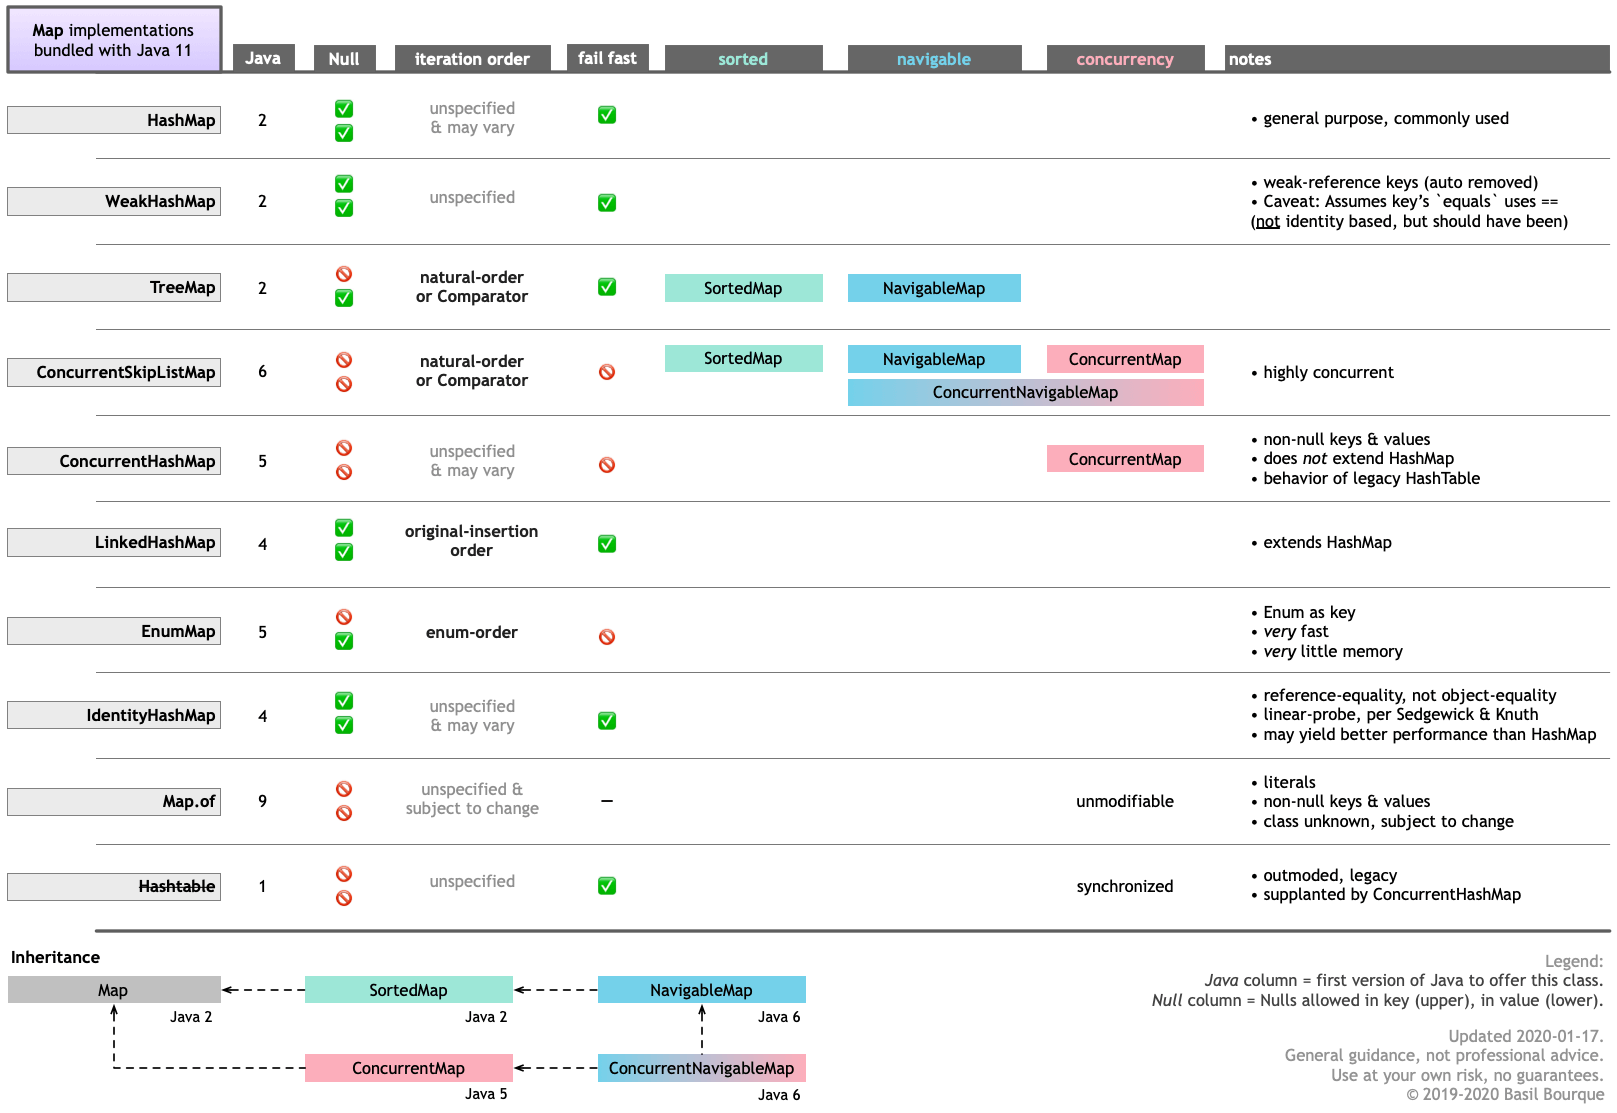 Map implementations
bundled with Java 11
Java Null iteration order fail fast sorted navigable concurrency notes
HashMap 2 unspecified
& may vary
• general purpose, commonly used
WeakHashMap 2 unspecified
• weak-reference keys (auto removed)
• Caveat: Assumes key’s `equals` uses ==
(not identity based, but should have been)
TreeMap 2 natural-order
or Comparator
SortedMap NavigableMap
ConcurrentSkipListMap 6 natural-order
or Comparator
SortedMap NavigableMap ConcurrentMap
ConcurrentNavigableMap
• highly concurrent
ConcurrentHashMap 5 unspecified
& may vary
ConcurrentMap
• non-null keys & values
• does not extend HashMap
• behavior of legacy HashTable
LinkedHashMap 4 original-insertion
order
• extends HashMap
EnumMap 5 enum-order
• Enum as key
• very fast
• very little memory
IdentityHashMap 4 unspecified
& may vary
• reference-equality, not object-equality
• linear-probe, per Sedgewick & Knuth
• may yield better performance than HashMap
Map.of 9 unspecified &
subject to change
– unmodifiable
• literals
• non-null keys & values
• class unknown, subject to change
Hashtable 1 unspecified
synchronized
• outmoded, legacy
• supplanted by ConcurrentHashMap
Inheritance
Map SortedMap NavigableMap
Java 2 Java 2 Java 6
ConcurrentMap ConcurrentNavigableMap
Java 5 Java 6
Legend:
Java column = first version of Java to offer this class.
Null column = Nulls allowed in key (upper), in value (lower).
Updated 2020-01-17.
General guidance, not professional advice.
Use at your own risk, no guarantees.
© 2019-2020 Basil Bourque